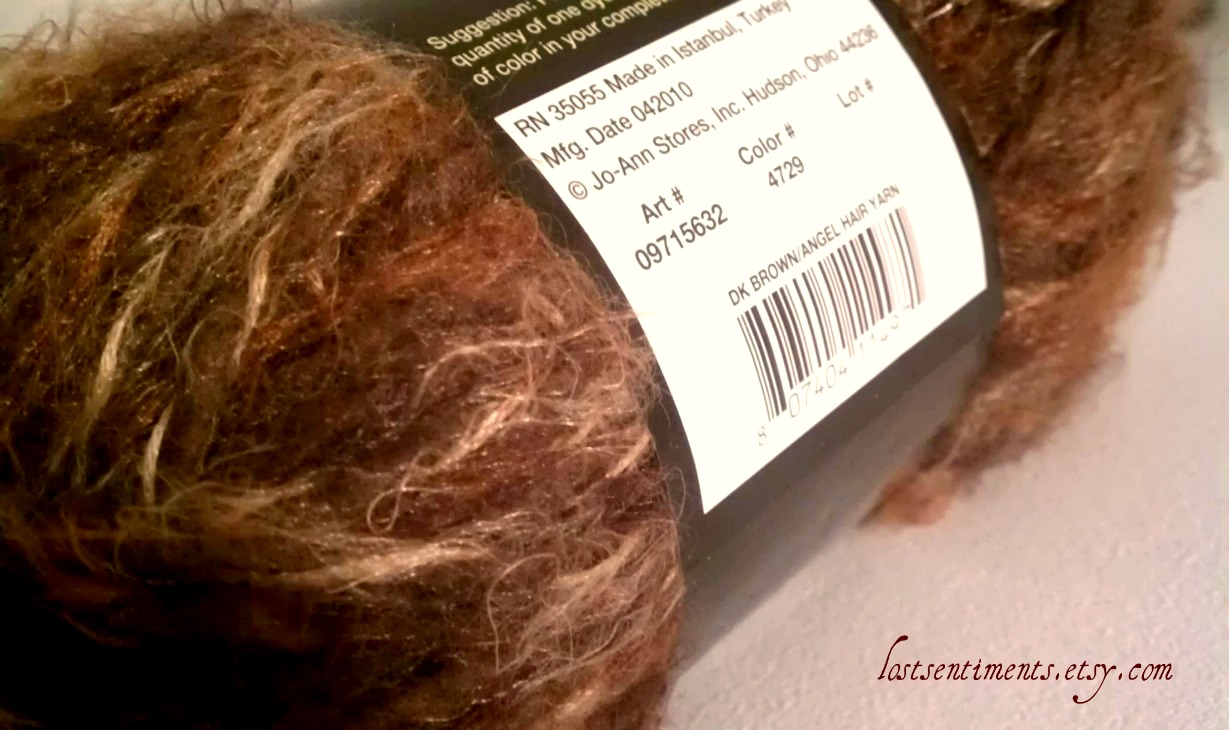 Suggestion:
quantity of one dye
of color in your complet
RN 35055 Made in Istanbul, Turkey
Mfg. Date 042010
© Jo-Ann Stores, Inc. Hudson, Ohio 44236
Art # Color # Lot #
09715632 4729
DK BROWN/ANGEL HAIR YARN
lostsentiments.etsy.com